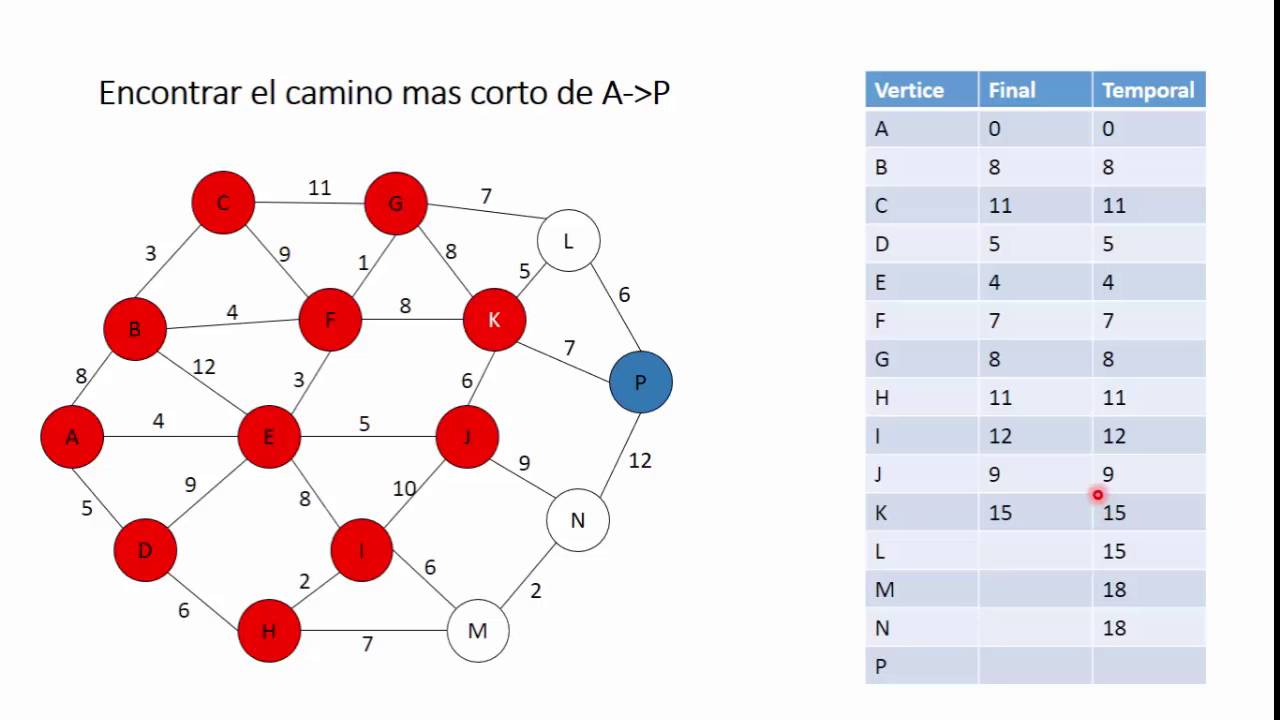 Encontrar el camino mas corto de A->P
Vertice Final Temporal
A 0 0
B 8 8
C 11 11
D 5 5
E 4 4
F 7 7
G 8 8
H 11 11
I 12 12
J 9 9
K 15 15
L 15
M 18
N 18
P
C 11 G 7
L
3 9 1 8 5
6
B 4 F 8 K
7
8 12 3 6 P
A 4 E 5 J
12
5 9 8 10 9
N
D I
6 2 6 2
H 7 M